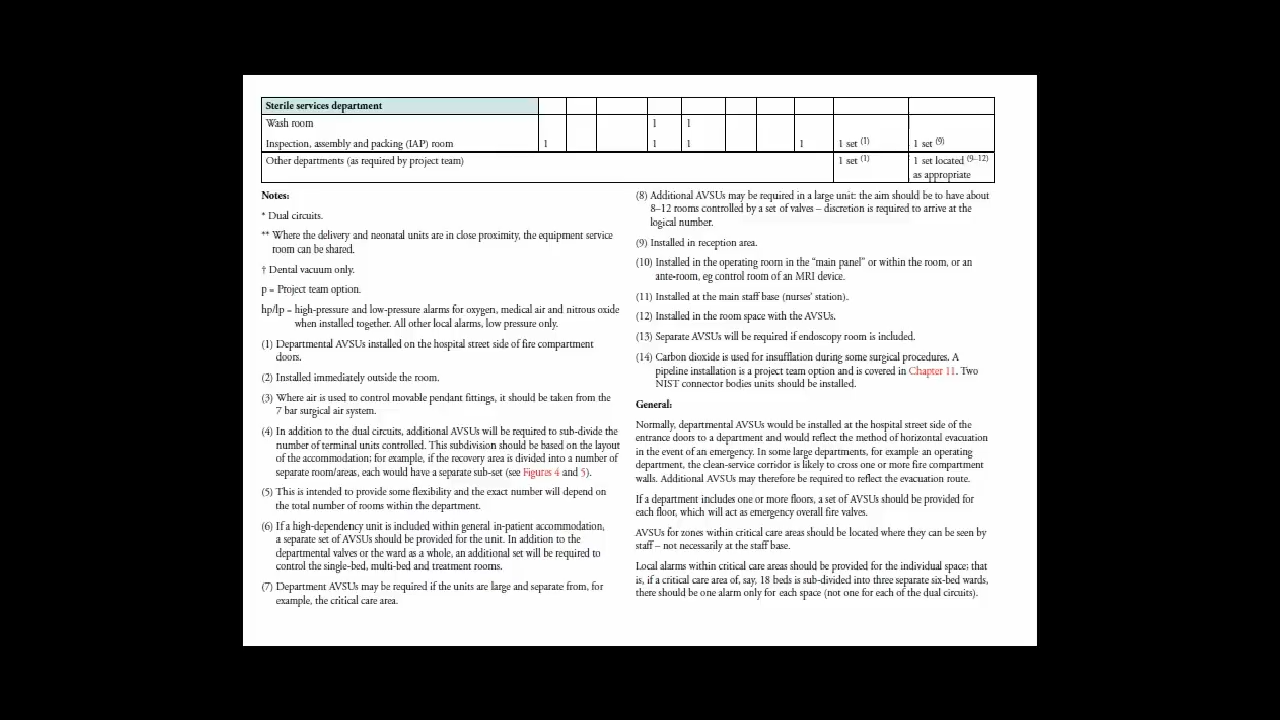 Sterile services department
Wash room 1 1
Inspection, assembly and packing (IAP) room 1 1 1 1 1 set (1) 1 set (9)
Other departments (as required by project team) 1 set (1) 1 set located (9–12)
as appropriate
Notes:
* Dual circuits.
** Where the delivery and neonatal units are in close proximity, the equipment service
room can be shared.
† Dental vacuum only.
p = Project team option.
hp/lp = high-pressure and low-pressure alarms for oxygen, medical air and nitrous oxide
when installed together. All other local alarms, low pressure only.
(1) Departmental AVSUs installed on the hospital street side of fire compartment
doors.
(2) Installed immediately outside the room.
(3) Where air is used to control movable pendant fittings, it should be taken from the
7 bar surgical air system.
(4) In addition to the dual circuits, additional AVSUs will be required to sub-divide the
number of terminal units controlled. This subdivision should be based on the layout
of the accommodation; for example, if the recovery area is divided into a number of
separate room/areas, each would have a separate sub-set (see Figures 4 and 5).
(5) This is intended to provide some flexibility and the exact number will depend on
the total number of rooms within the department.
(6) If a high-dependency unit is included within general in-patient accommodation,
a separate set of AVSUs should be provided for the unit. In addition to the
departmental valves or the ward as a whole, an additional set will be required to
control the single-bed, multi-bed and treatment rooms.
(7) Department AVSUs may be required if the units are large and separate from, for
example, the critical care area.
(8) Additional AVSUs may be required in a large unit: the aim should be to have about
8–12 rooms controlled by a set of valves – discretion is required to arrive at the
logical number.
(9) Installed in reception area.
(10) Installed in the operating room in the “main panel” or within the room, or an
ante-room, eg control room of an MRI device.
(11) Installed at the main staff base (nurses’ station)..
(12) Installed in the room space with the AVSUs.
(13) Separate AVSUs will be required if endoscopy room is included.
(14) Carbon dioxide is used for insufflation during some surgical procedures. A
pipeline installation is a project team option and is covered in Chapter 11. Two
NIST connector bodies units should be installed.
General:
Normally, departmental AVSUs would be installed at the hospital street side of the
entrance doors to a department and would reflect the method of horizontal evacuation
in the event of an emergency. In some large departments, for example an operating
department, the clean-service corridor is likely to cross one or more fire compartment
walls. Additional AVSUs may therefore be required to reflect the evacuation route.
If a department includes one or more floors, a set of AVSUs should be provided for
each floor, which will act as emergency overall fire valves.
AVSUs for zones within critical care areas should be located where they can be seen by
staff – not necessarily at the staff base.
Local alarms within critical care areas should be provided for the individual space; that
is, if a critical care area of, say, 18 beds is sub-divided into three separate six-bed wards,
there should be one alarm only for each space (not one for each of the dual circuits).